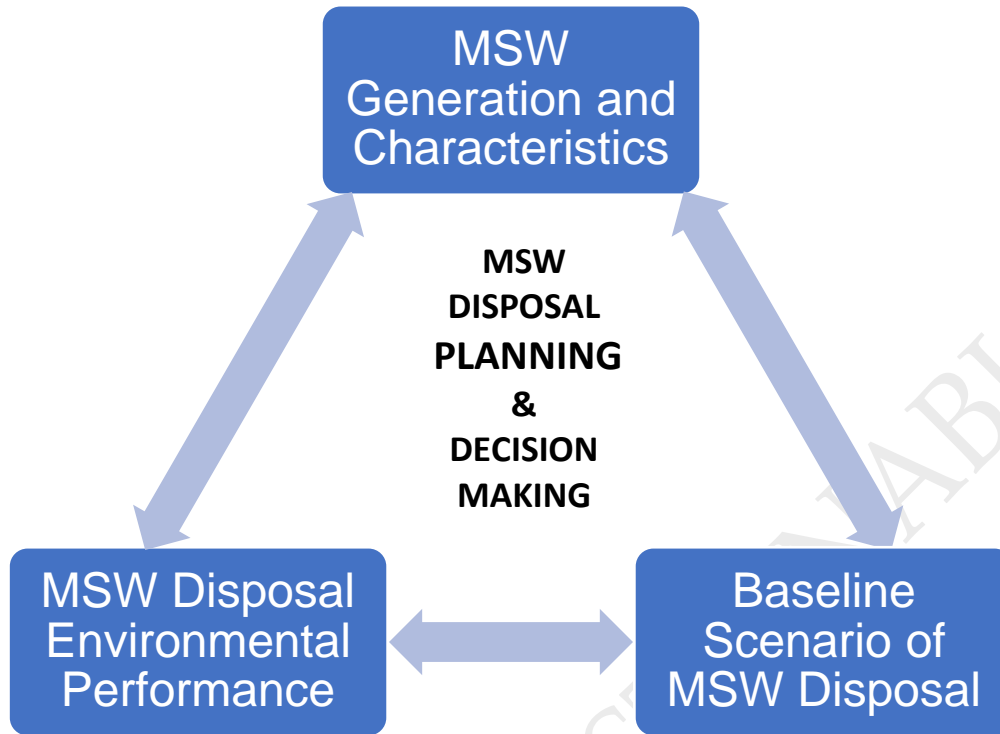 MSW
Generation and
Characteristics
MSW
DISPOSAL
PLANNING
&
DECISION
MAKING
MSW Disposal
Environmental
Performance
Baseline
Scenario of
MSW Disposal